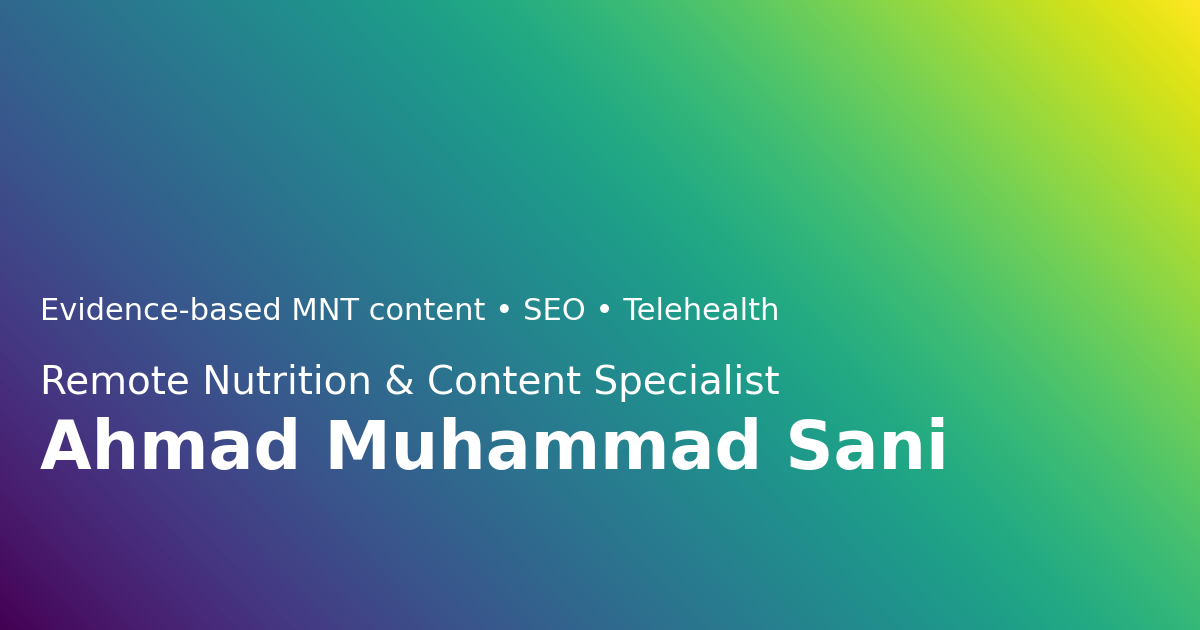 Evidence-based MNT content • SEO • Telehealth
Remote Nutrition & Content Specialist
Ahmad Muhammad Sani